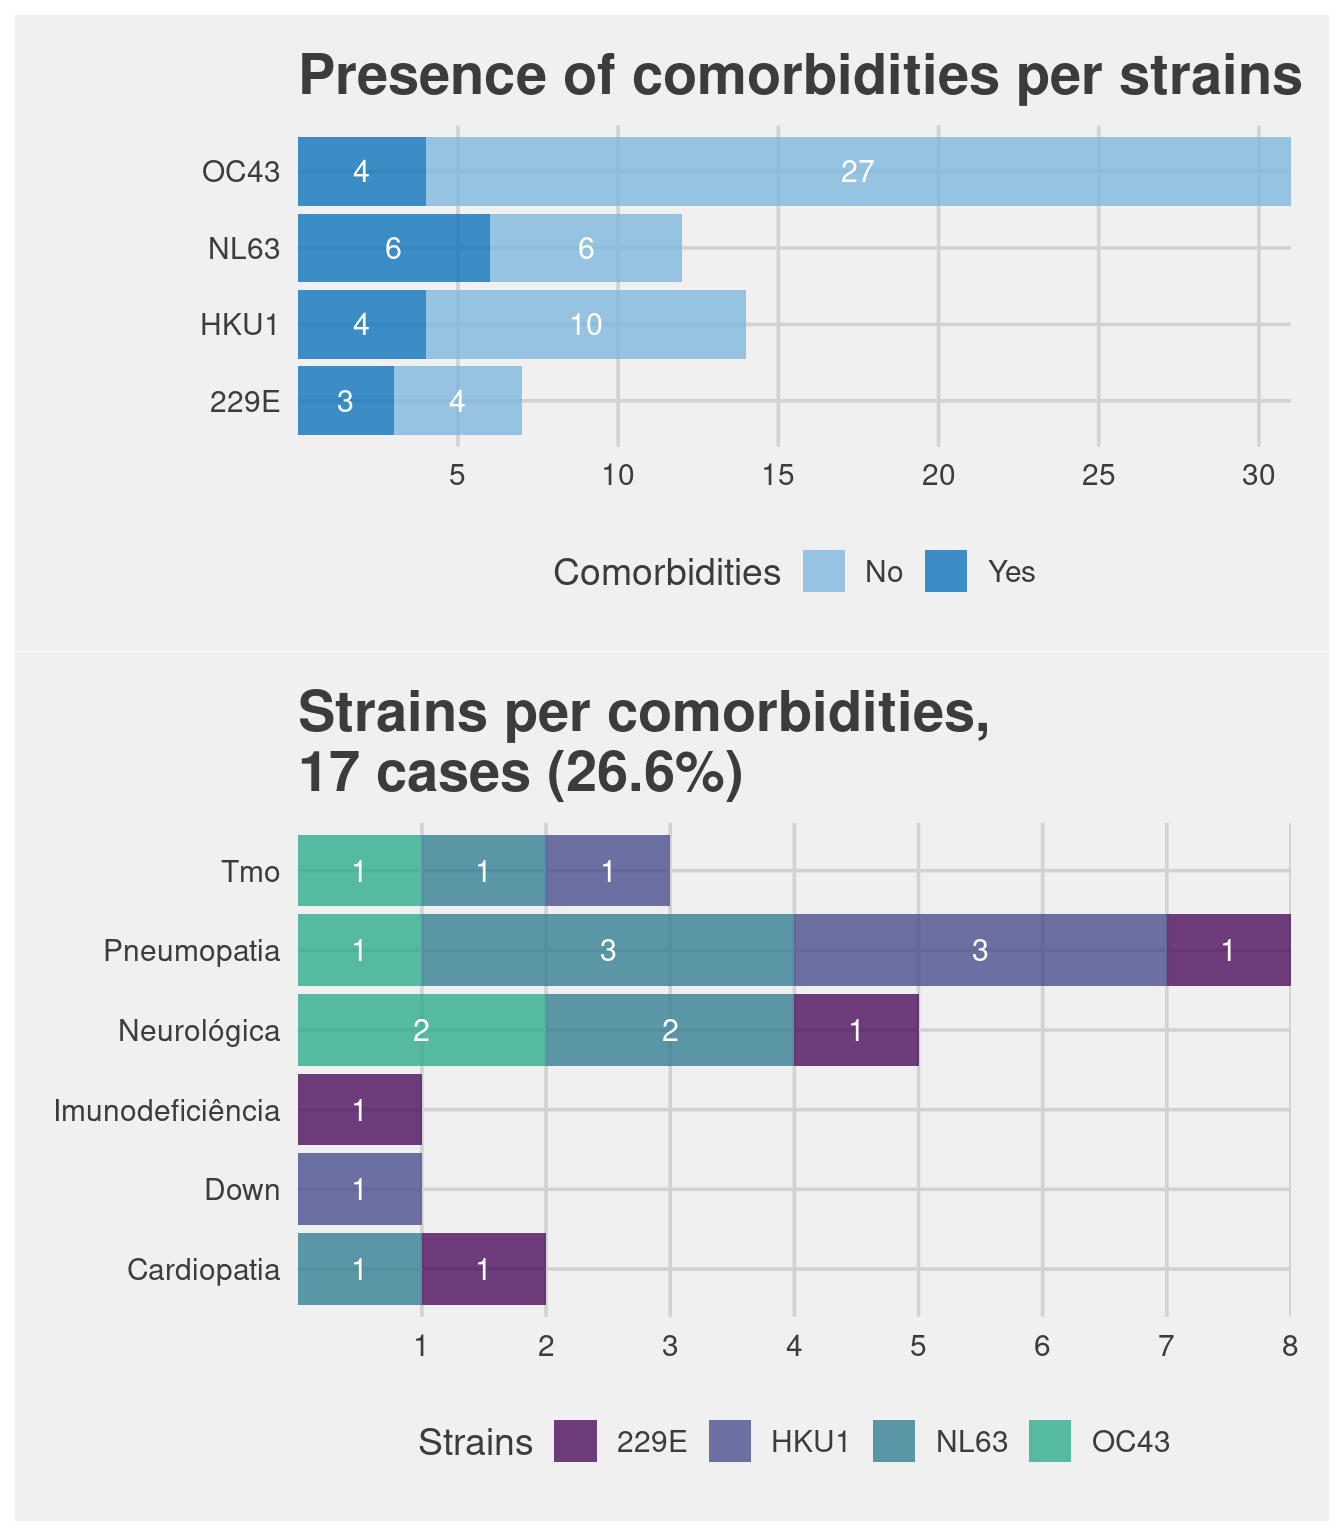 Presence of comorbidities per strains
OC43 4 27
NL63 6 6
HKU1 4 10
229E 3 4
5 10 15 20 25 30
Comorbidities No Yes
Strains per comorbidities,
17 cases (26.6%)
Tmo 1 1 1
Pneumopatia 1 3 3 1
Neurológica 2 2 1
Imunodeficiência 1
Down 1
Cardiopatia 1 1
1 2 3 4 5 6 7 8
Strains 229E HKU1 NL63 OC43